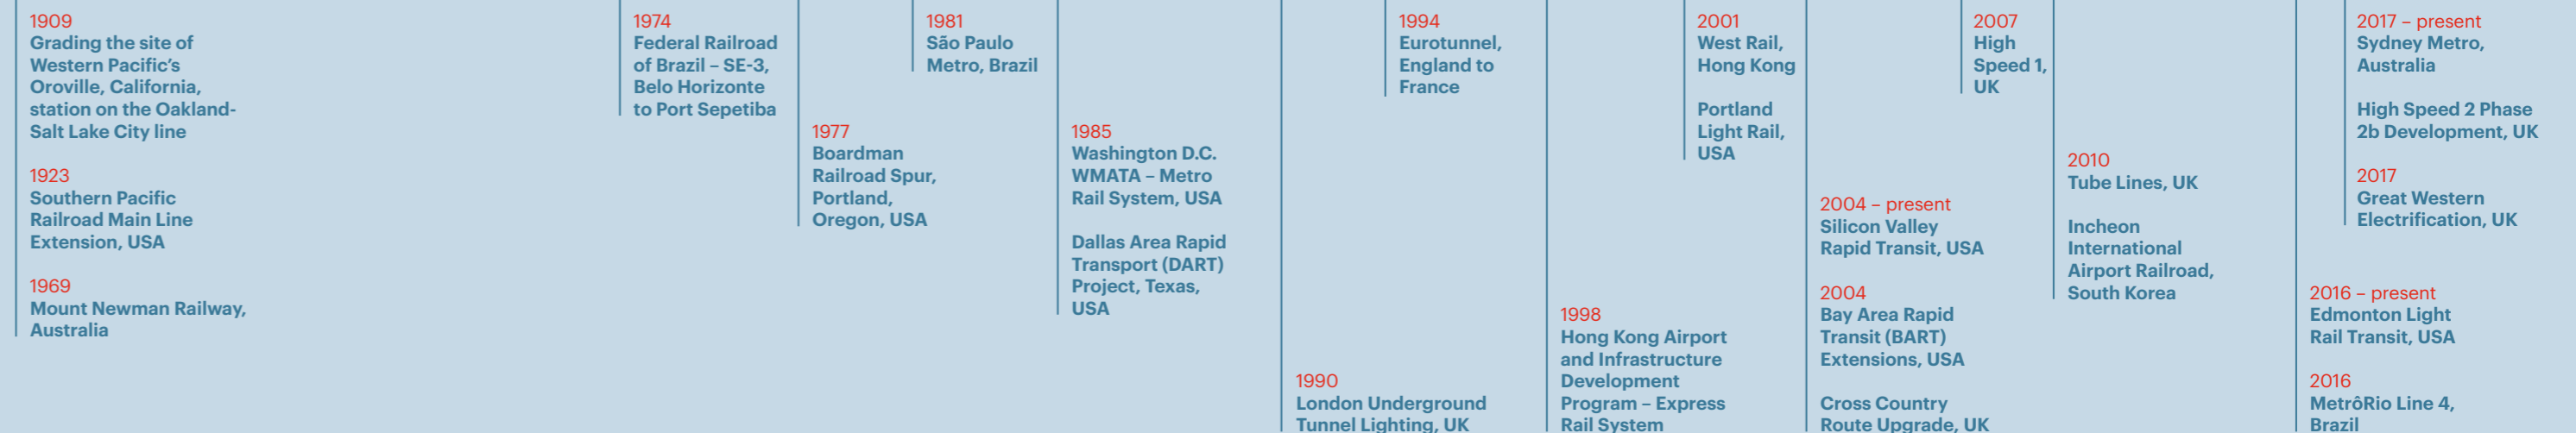 1909
Grading the site of
Western Pacific’s
Oroville, California,
station on the Oakland-
Salt Lake City line
1923
Southern Pacific
Railroad Main Line
Extension, USA
1969
Mount Newman Railway,
Australia
1974
Federal Railroad
of Brazil – SE-3,
Belo Horizonte
to Port Sepetiba
1977
Boardman
Railroad Spur,
Portland,
Oregon, USA
1981
São Paulo
Metro, Brazil
1985
Washington D.C.
WMATA – Metro
Rail System, USA
Dallas Area Rapid
Transport (DART)
Project, Texas,
USA
1990
London Underground
Tunnel Lighting, UK
1994
Eurotunnel,
England to
France
1998
Hong Kong Airport
and Infrastructure
Development
Program – Express
Rail System
2001
West Rail,
Hong Kong
Portland
Light Rail,
USA
2004 – present
Silicon Valley
Rapid Transit, USA
2004
Bay Area Rapid
Transit (BART)
Extensions, USA
Cross Country
Route Upgrade, UK
2007
High
Speed 1,
UK
2010
Tube Lines, UK
Incheon
International
Airport Railroad,
South Korea
2016 – present
Edmonton Light
Rail Transit, USA
2016
MetrôRio Line 4,
Brazil
2017 – present
Sydney Metro,
Australia
High Speed 2 Phase
2b Development, UK
2017
Great Western
Electrification, UK